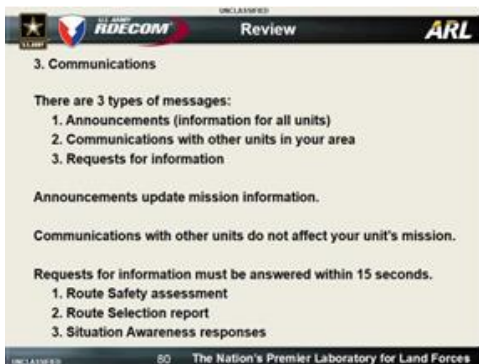 UNCLASSIFIED
U.S. ARMY
RDECOM
Review
ARL
3. Communications
There are 3 types of messages:
1. Announcements (information for all units)
2. Communications with other units in your area
3. Requests for information
Announcements update mission information.
Communications with other units do not affect your unit's mission.
Requests for information must be answered within 15 seconds.
1. Route Safety assessment
2. Route Selection report
3. Situation Awareness responses
UNCLASSIFIED 80 The Nation's Premier Laboratory for Land Forces